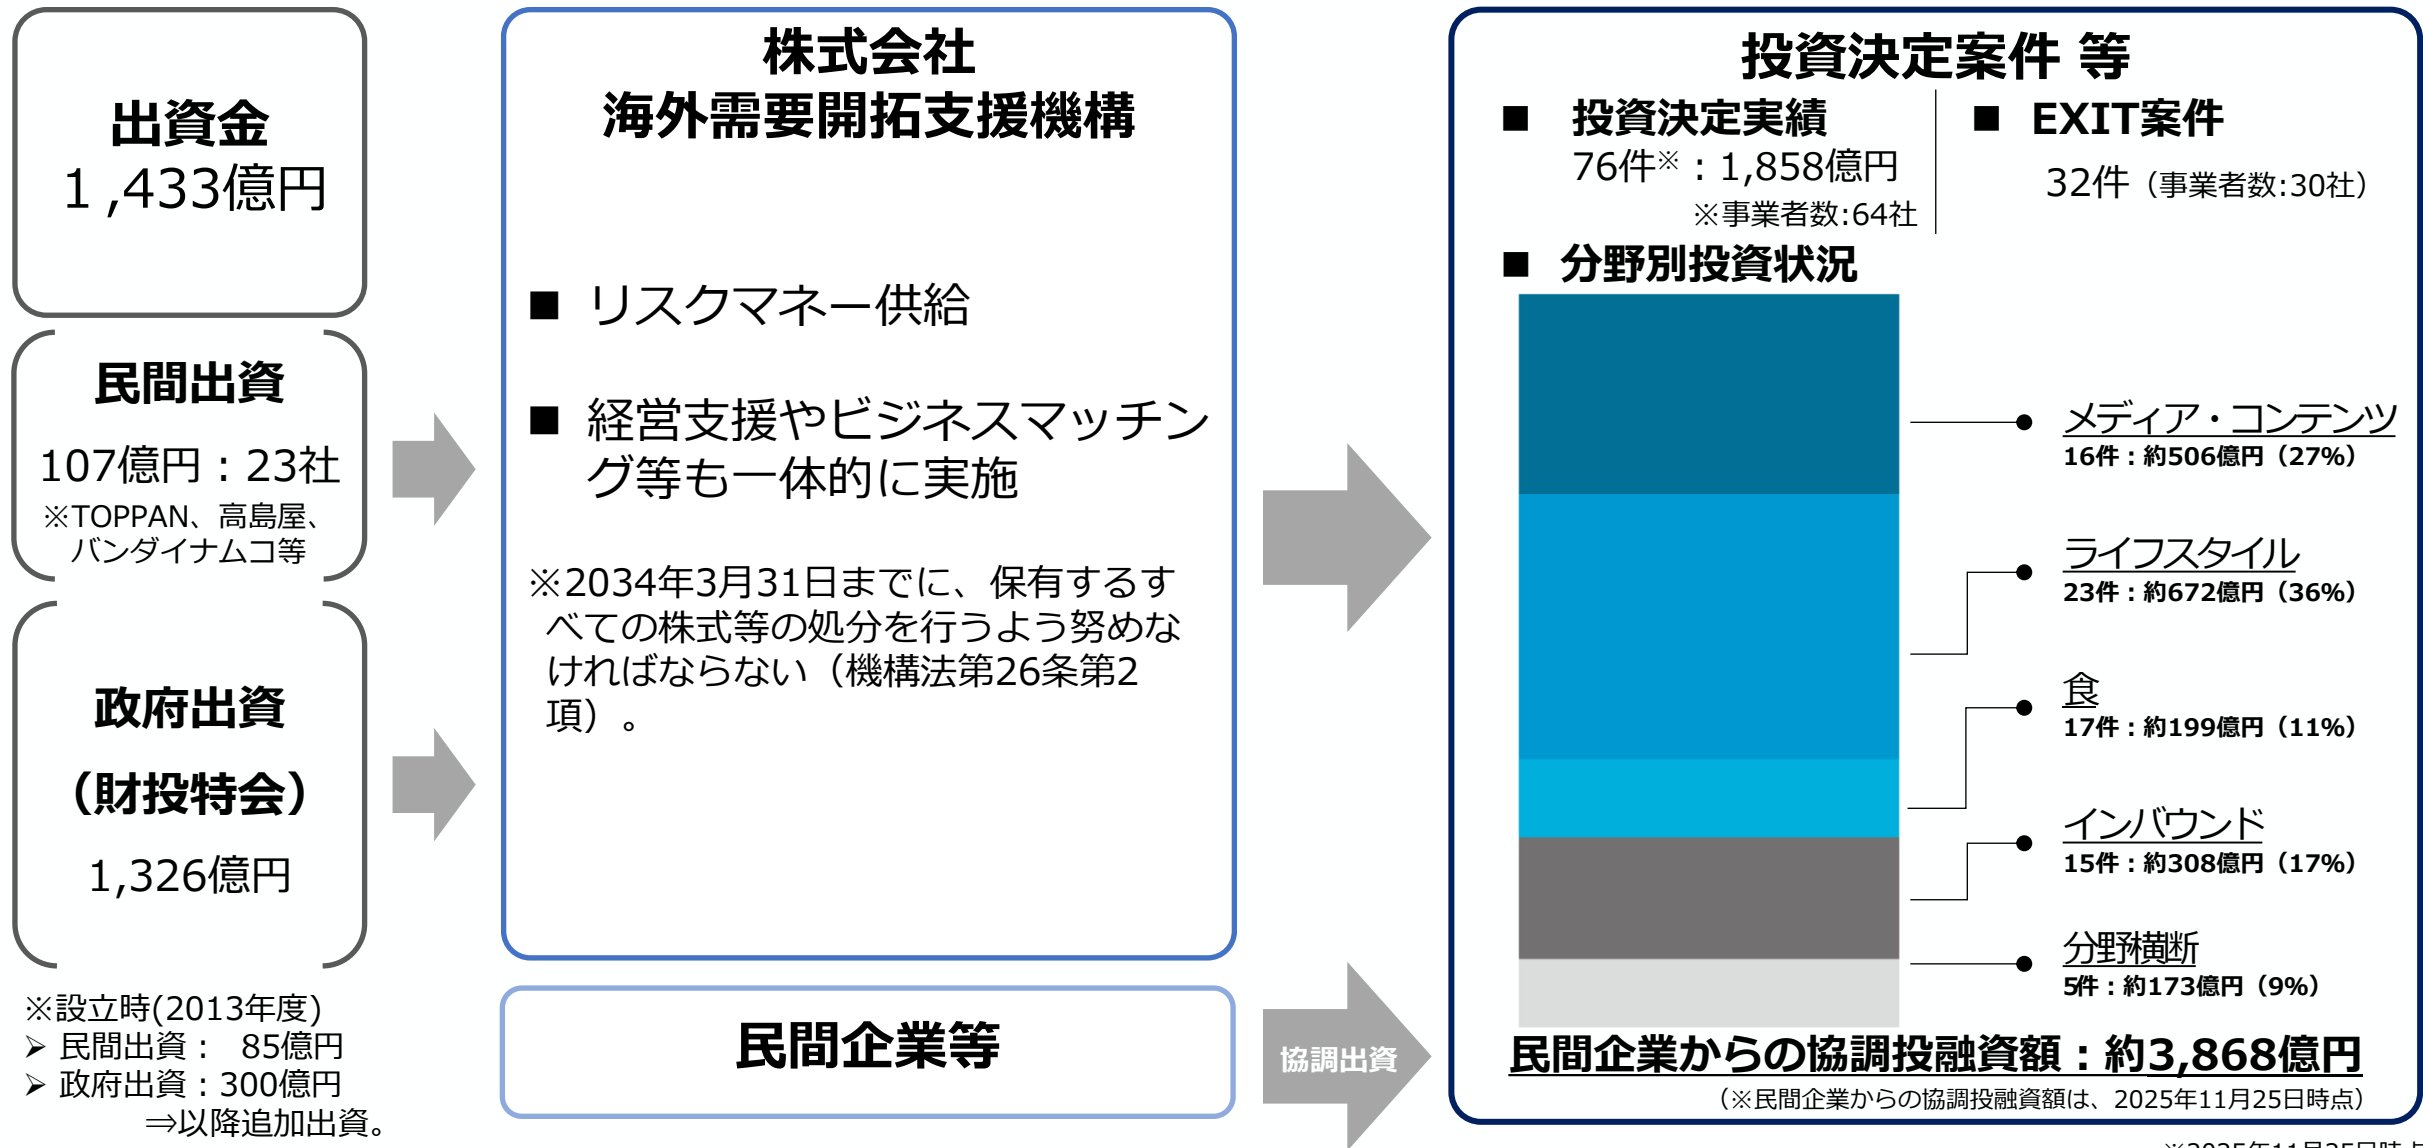 出資金
1,433億円
民間出資
107億円：23社
※TOPPAN、高島屋、
バンダイナムコ等
政府出資
（財投特会）
1,326億円
※設立時(2013年度)
➢ 民間出資： 85億円
➢ 政府出資：300億円
⇒以降追加出資。
株式会社
海外需要開拓支援機構
■ リスクマネー供給
■ 経営支援やビジネスマッチン
グ等も一体的に実施
※2034年3月31日までに、保有するす
べての株式等の処分を行うよう努めな
ければならない（機構法第26条第2
項）。
民間企業等
協調出資
投資決定案件 等
■ 投資決定実績
76件※：1,858億円
※事業者数:64社
■ EXIT案件
32件（事業者数:30社）
■ 分野別投資状況
メディア・コンテンツ
16件：約506億円（27%）
ライフスタイル
23件：約672億円（36%）
食
17件：約199億円（11%）
インバウンド
15件：約308億円（17%）
分野横断
5件：約173億円（9%）
民間企業からの協調投融資額：約3,868億円
（※民間企業からの協調投融資額は、2025年11月25日時点）
※2025年11月25日時点